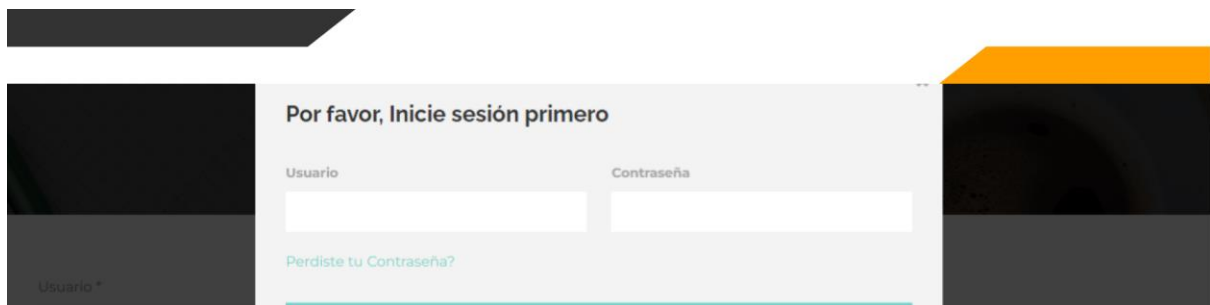 Por favor, Inicie sesión primero
Usuario Contraseña
Perdiste tu Contraseña?
Usuario *